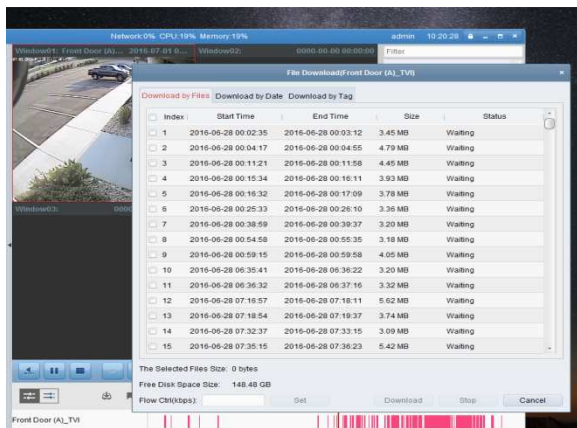 Network:0% CPU:19% Memory:19% admin 10:20:28
Window01: Front Door (A)... 2016-07-01 0... Window02: 0000-00-00 00:00:00 Filter
File Download(Front Door (A)_TVI)
Download by Files Download by Date Download by Tag
Index Start Time End Time Size Status
1 2016-06-28 00:02:35 2016-06-28 00:03:12 3.45 MB Waiting
2 2016-06-28 00:04:17 2016-06-28 00:04:55 4.79 MB Waiting
3 2016-06-28 00:11:21 2016-06-28 00:11:58 4.45 MB Waiting
4 2016-06-28 00:15:34 2016-06-28 00:16:11 3.93 MB Waiting
5 2016-06-28 00:16:32 2016-06-28 00:17:09 3.78 MB Waiting
6 2016-06-28 00:25:33 2016-06-28 00:26:10 3.36 MB Waiting
Window03: 0000
7 2016-06-28 00:38:59 2016-06-28 00:39:37 3.20 MB Waiting
8 2016-06-28 00:54:58 2016-06-28 00:55:35 3.18 MB Waiting
9 2016-06-28 00:59:15 2016-06-28 00:59:58 4.05 MB Waiting
10 2016-06-28 06:35:41 2016-06-28 06:36:22 3.20 MB Waiting
11 2016-06-28 06:36:32 2016-06-28 06:37:16 3.32 MB Waiting
12 2016-06-28 07:16:57 2016-06-28 07:18:11 5.62 MB Waiting
13 2016-06-28 07:18:54 2016-06-28 07:19:37 3.74 MB Waiting
14 2016-06-28 07:32:37 2016-06-28 07:33:15 3.09 MB Waiting
15 2016-06-28 07:35:15 2016-06-28 07:36:23 5.42 MB Waiting
The Selected Files Size: 0 bytes
Free Disk Space Size: 148.48 GB
Flow Ctrl(kbps): Set Download Stop Cancel
Front Door (A)_TVI